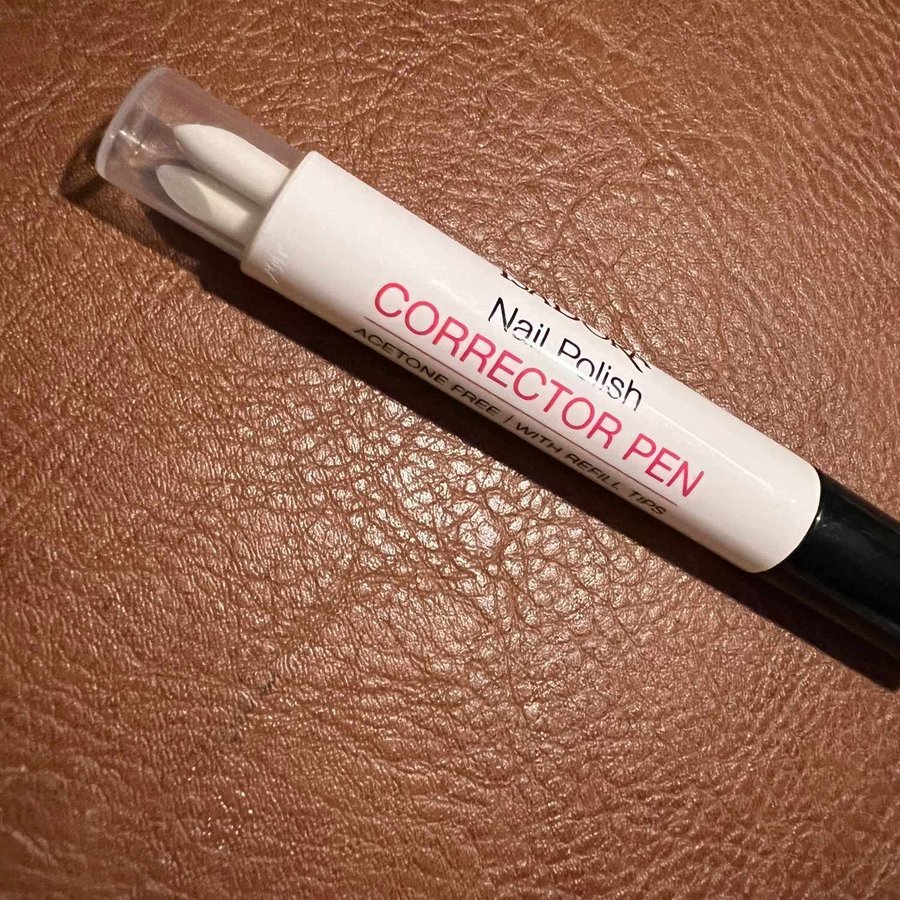 Nail Polish
CORRECTOR PEN
ACETONE FREE | WITH REFILL TIPS